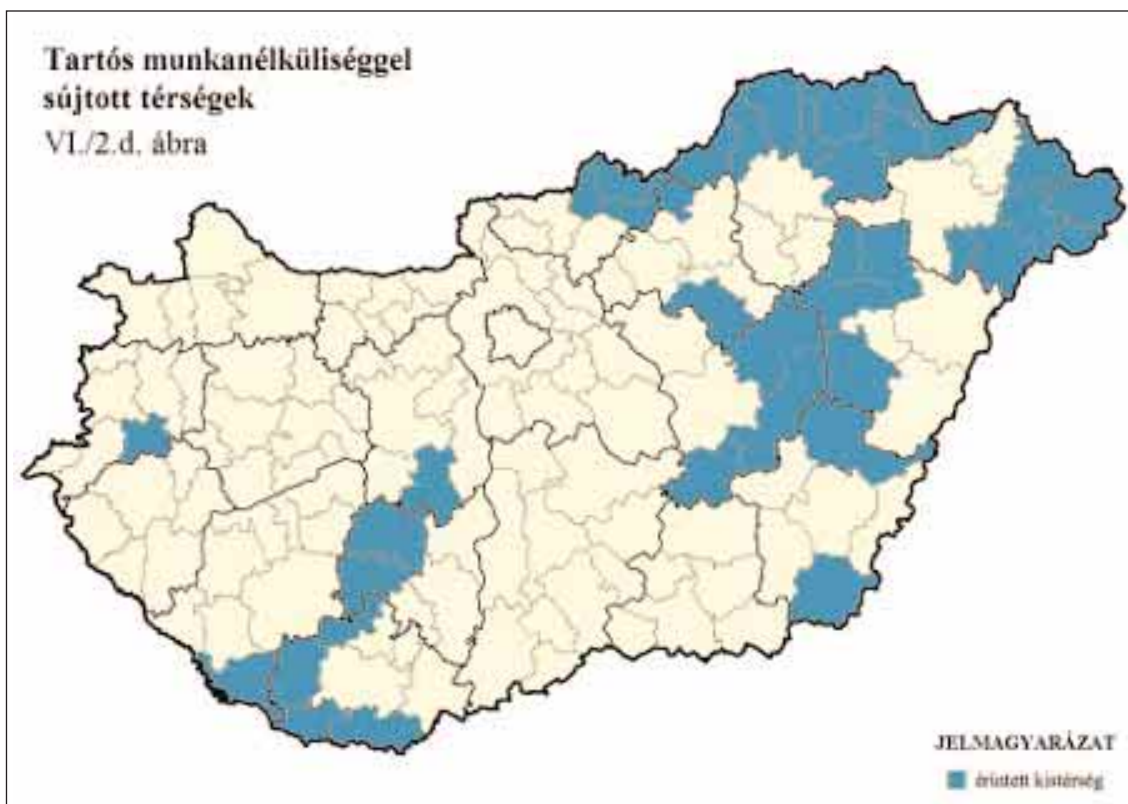 Tartós munkanélküliséggel
sújtott térségek
VI./2.d. ábra
JELMAGYARÁZAT
érintett kistérség